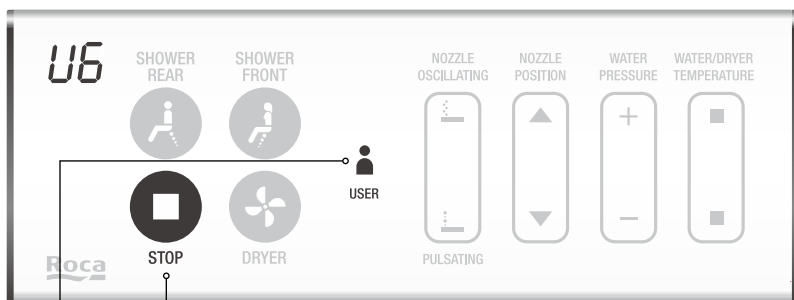 U6
SHOWER
REAR
SHOWER
FRONT
NOZZLE
OSCILLATING
NOZZLE
POSITION
WATER
PRESSURE
WATER/DRYER
TEMPERATURE
USER
STOP
DRYER
PULSATING
Roca